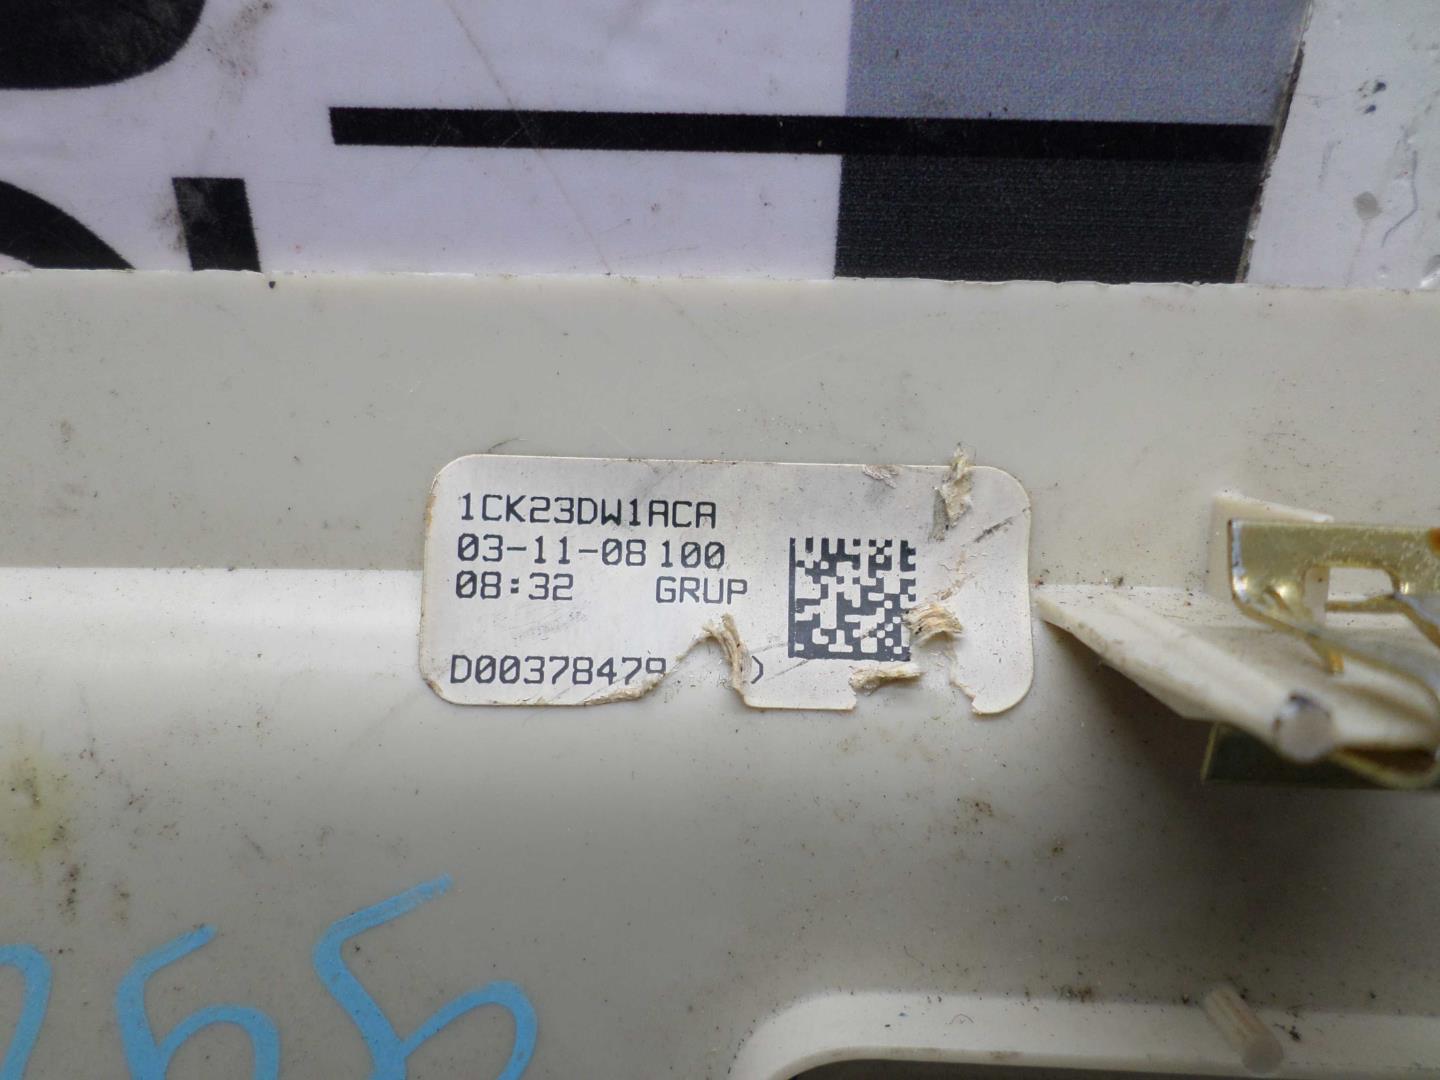 1CK23DW1ACA
03-11-08 100
08:32 GRUP
D00378479